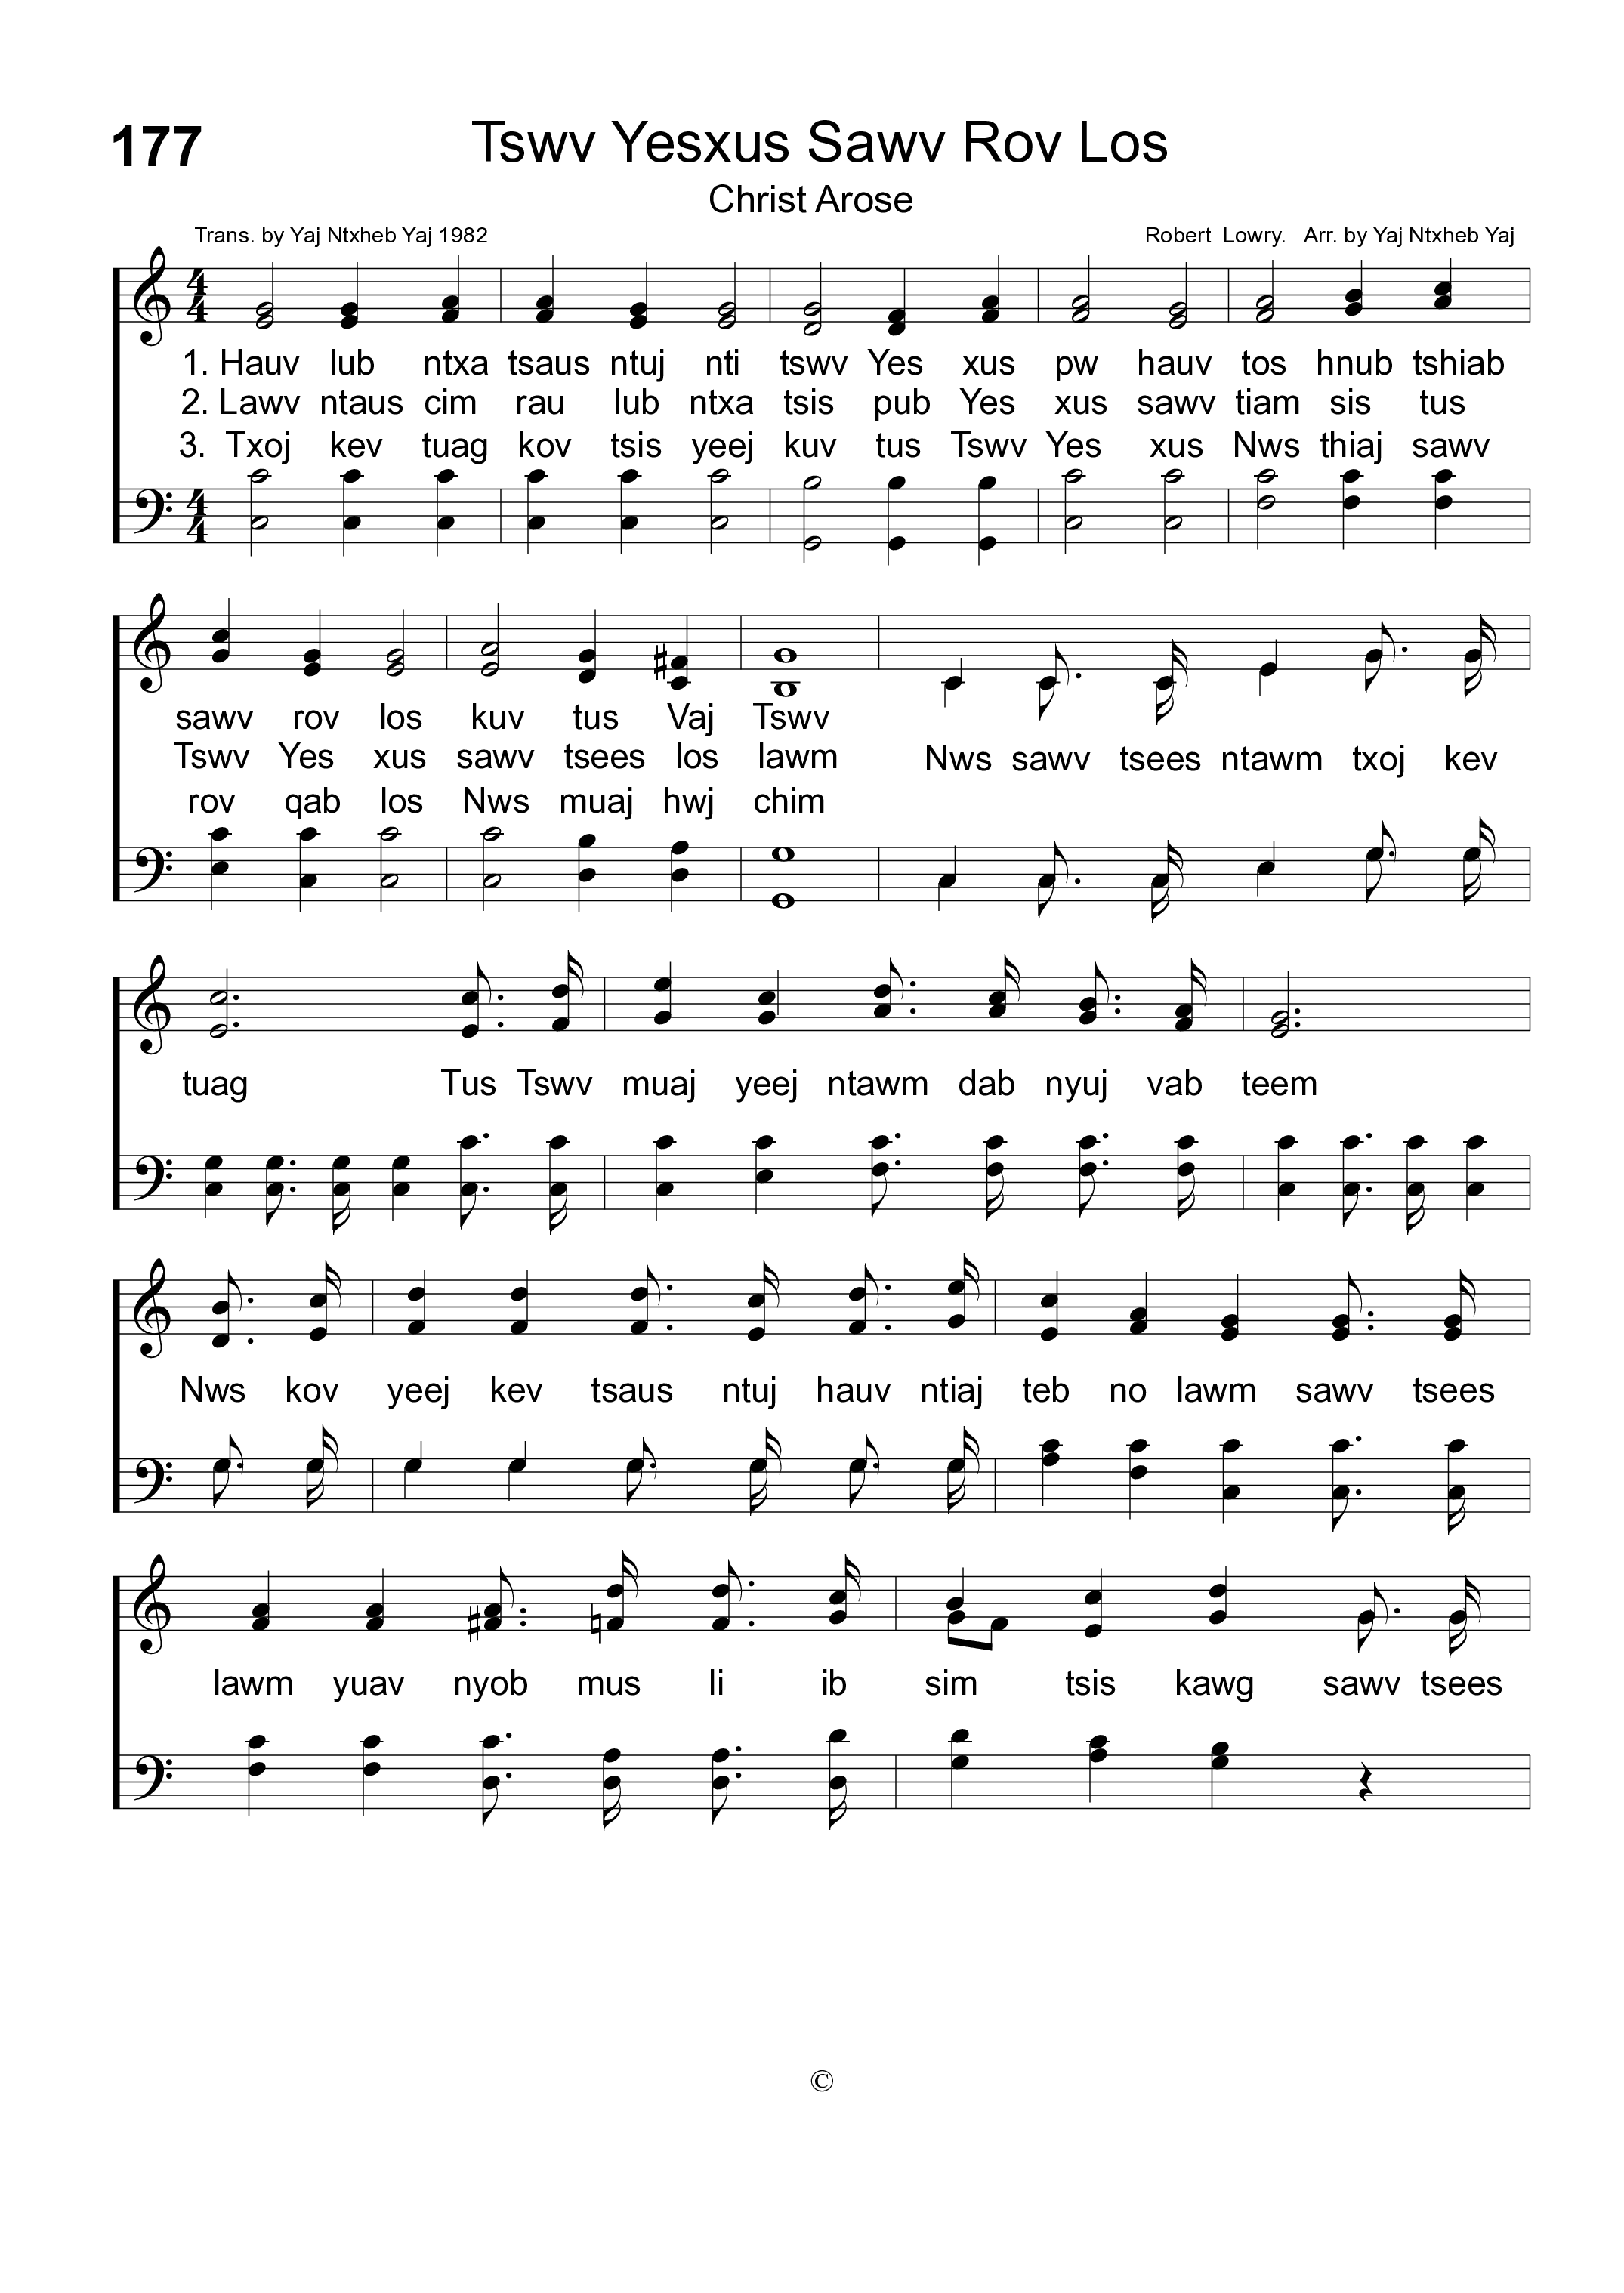 177
Tswv Yesxus Sawv Rov Los
Christ Arose
Trans. by Yaj Ntxheb Yaj 1982
Robert Lowry. Arr. by Yaj Ntxheb Yaj
1. Hauv lub ntxa tsaus ntuj nti tswv Yes xus pw hauv tos hnub tshiab
2. Lawv ntaus cim rau lub ntxa tsis pub Yes xus sawv tiam sis tus
3. Txoj kev tuag kov tsis yeej kuv tus Tswv Yes xus Nws thiaj sawv
sawv rov los kuv tus Vaj Tswv
Tswv Yes xus sawv tsees los lawm
rov qab los Nws muaj hwj chim
Nws sawv tsees ntawm txoj kev
tuag Tus Tswv muaj yeej ntawm dab nyuj vab teem
Nws kov yeej kev tsaus ntuj hauv ntiaj teb no lawm sawv tsees
lawm yuav nyob mus li ib sim tsis kawg sawv tsees
©